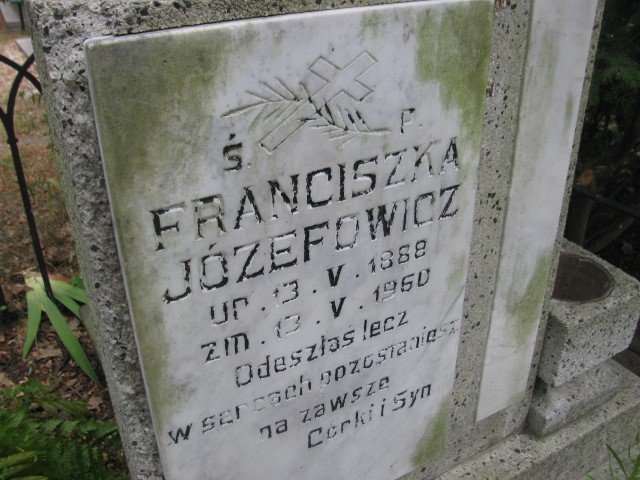 Ś. P.
FRANCISZKA
JÓZEFOWICZ
ur. 13. V. 1888
zm. 13. V. 1960
Odeszłaś lecz
w sercach pozostaniesz
na zawsze
Córki i Syn